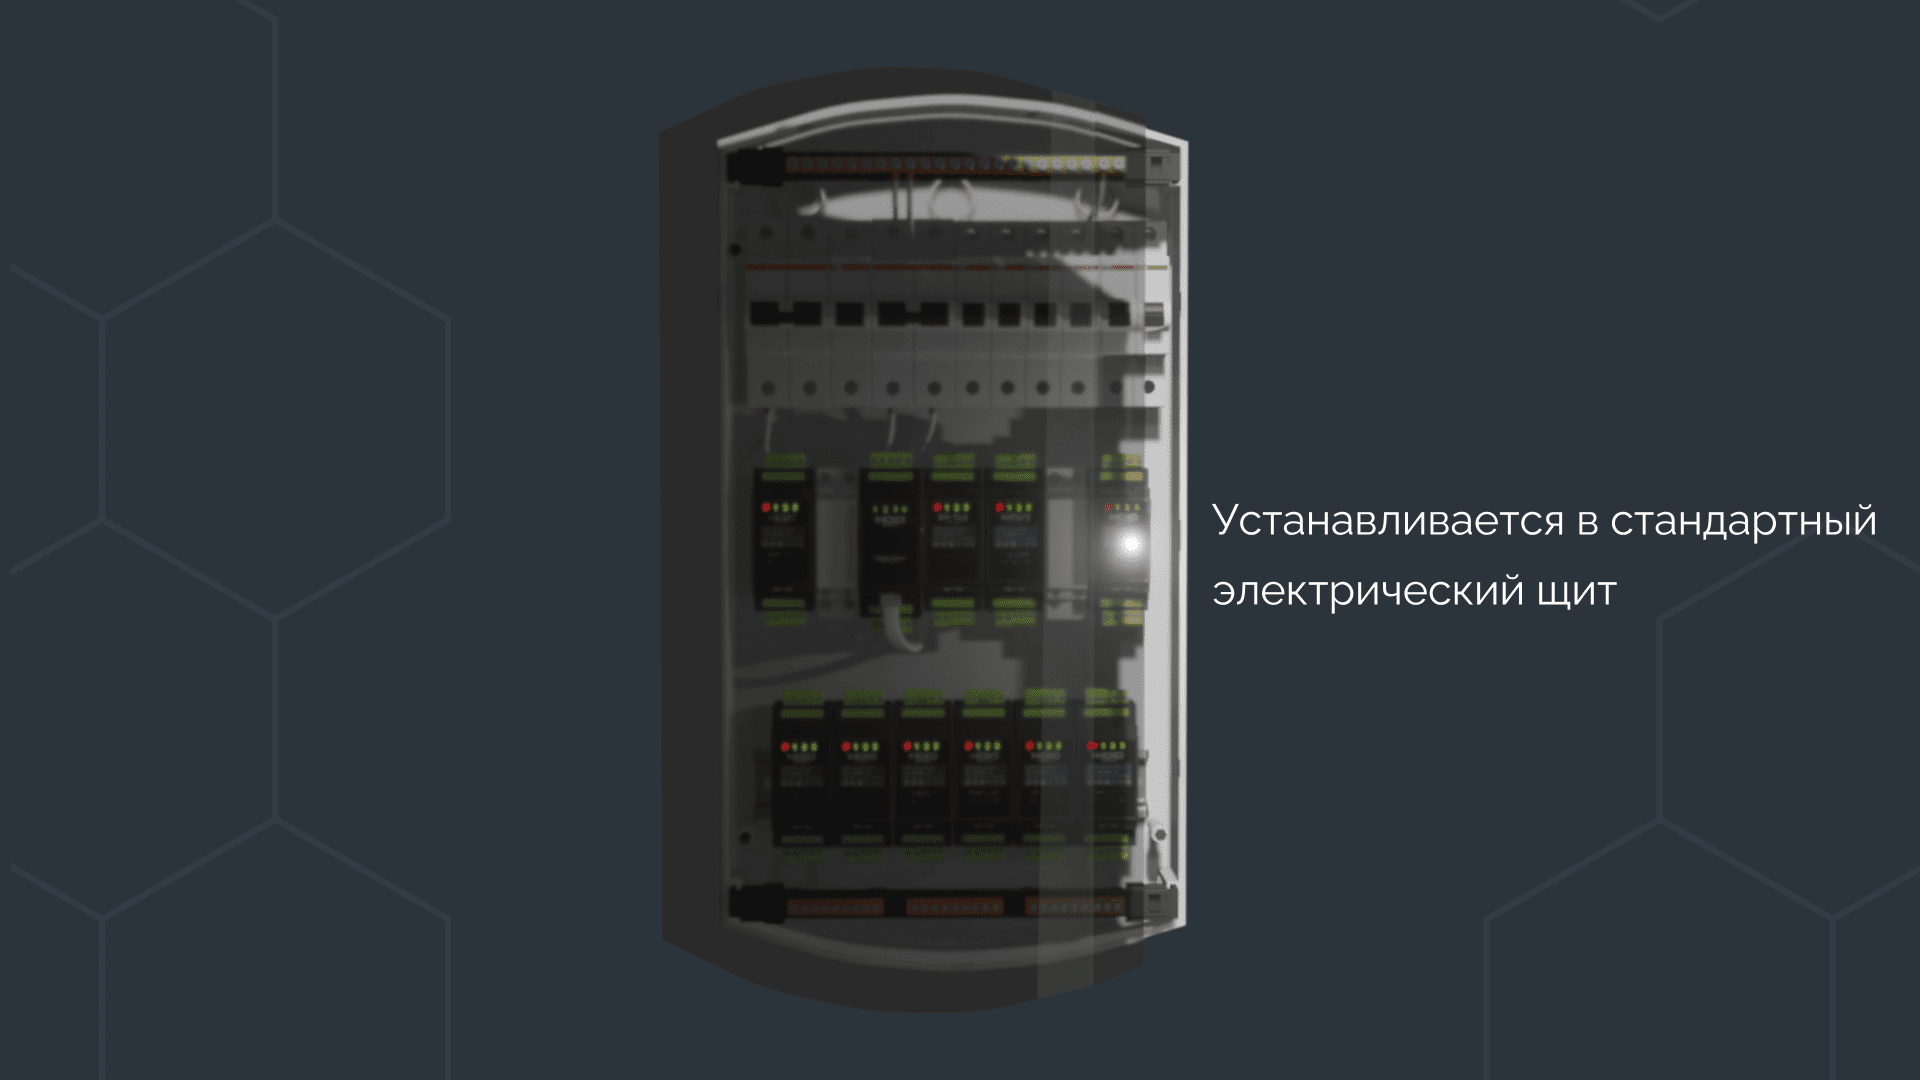 Устанавливается в стандартный
электрический щит